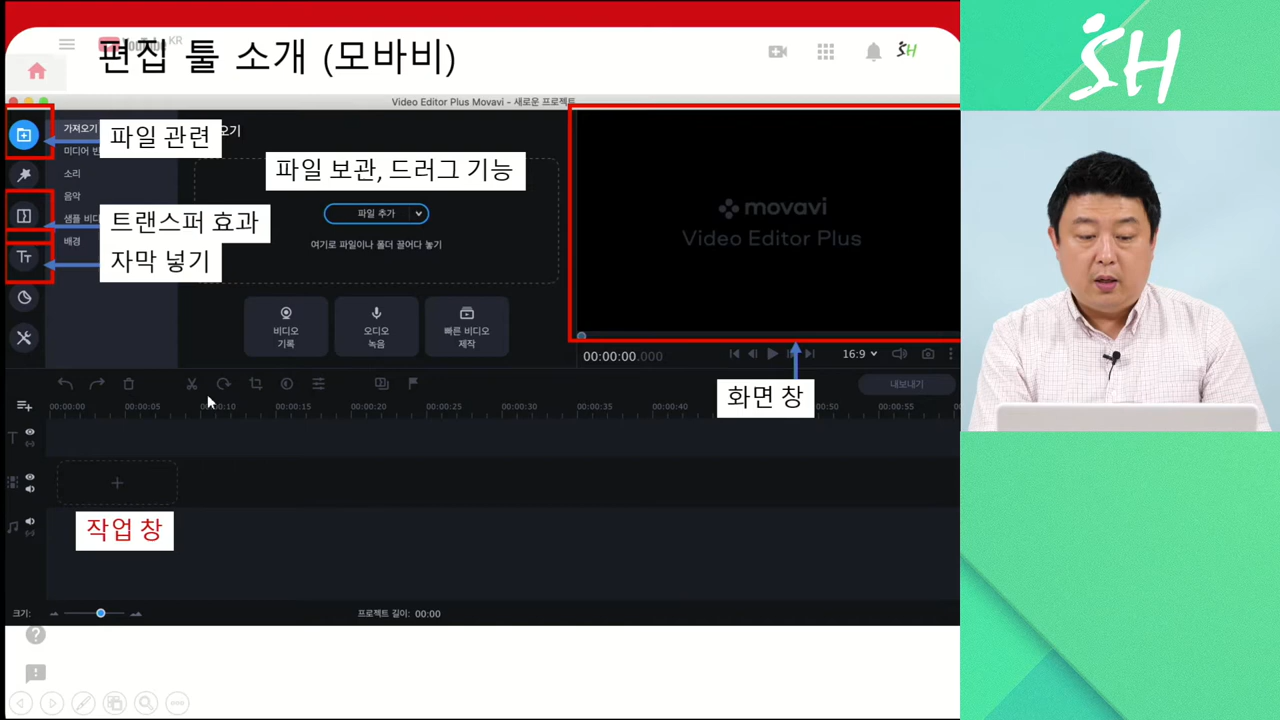 편집 툴 소개 (모바비)
KR
SH
SH
Video Editor Plus Movavi - 새로운 프로젝트
파일 관련
가져오기
미디어
소리
음악
샘플
배경
트랜스퍼 효과
자막 넣기
파일 보관, 드러그 기능
파일 추가
여기로 파일이나 폴더 끌어다 놓기
비디오
기록
오디오
녹음
빠른 비디오
제작
movavi
Video Editor Plus
00:00:00.000
16:9
화면 창
내보내기
00:00:00 00:00:05 00:00:10 00:00:15 00:00:20 00:00:25 00:00:30 00:00:35 00:00:40 00:00:55
작업 창
크기:
프로젝트 길이: 00:00